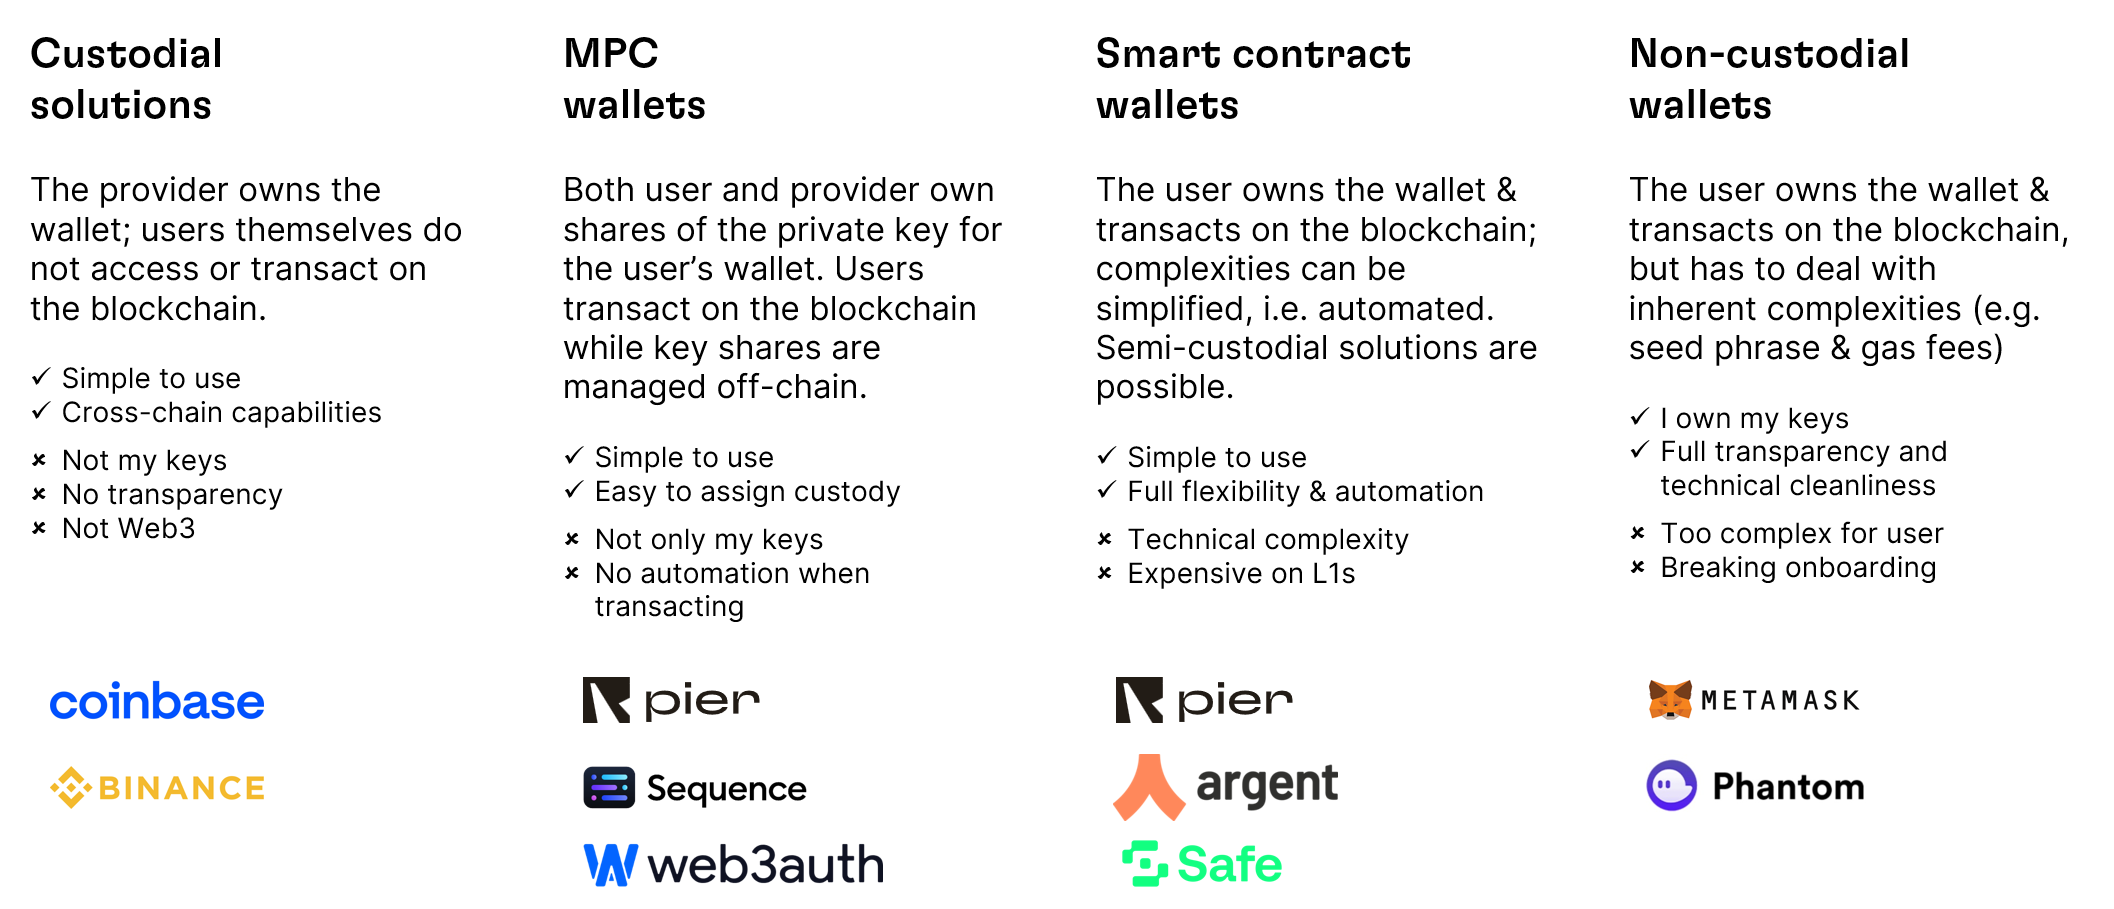 Custodial
solutions
The provider owns the
wallet; users themselves do
not access or transact on
the blockchain.
✓ Simple to use
✓ Cross-chain capabilities
× Not my keys
× No transparency
× Not Web3
coinbase
BINANCE
MPC
wallets
Both user and provider own
shares of the private key for
the user’s wallet. Users
transact on the blockchain
while key shares are
managed off-chain.
✓ Simple to use
✓ Easy to assign custody
× Not only my keys
× No automation when
transacting
pier
Sequence
web3auth
Smart contract
wallets
The user owns the wallet &
transacts on the blockchain;
complexities can be
simplified, i.e. automated.
Semi-custodial solutions are
possible.
✓ Simple to use
✓ Full flexibility & automation
× Technical complexity
× Expensive on L1s
pier
argent
Safe
Non-custodial
wallets
The user owns the wallet &
transacts on the blockchain,
but has to deal with
inherent complexities (e.g.
seed phrase & gas fees)
✓ I own my keys
✓ Full transparency and
technical cleanliness
× Too complex for user
× Breaking onboarding
METAMASK
Phantom